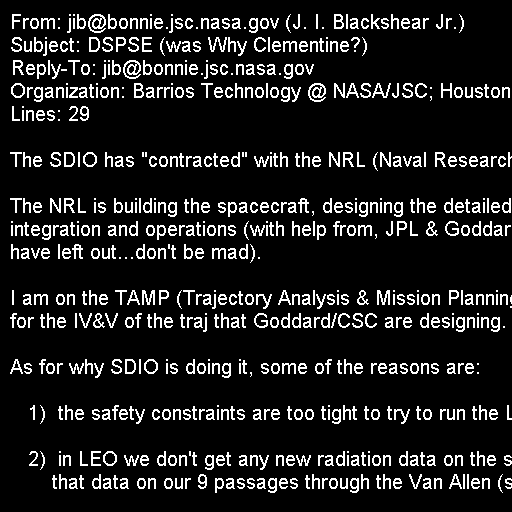 From: jib@bonnie.jsc.nasa.gov (J. I. Blackshear Jr.)
Subject: DSPSE (was Why Clementine?)
Reply-To: jib@bonnie.jsc.nasa.gov
Organization: Barrios Technology @ NASA/JSC; Houston
Lines: 29
The SDIO has "contracted" with the NRL (Naval Research
The NRL is building the spacecraft, designing the detailed
integration and operations (with help from, JPL & Goddar
have left out...don't be mad).
I am on the TAMP (Trajectory Analysis & Mission Planning
for the IV&V of the traj that Goddard/CSC are designing.
As for why SDIO is doing it, some of the reasons are:
1) the safety constraints are too tight to try to run the L
2) in LEO we don't get any new radiation data on the s
that data on our 9 passages through the Van Allen (s